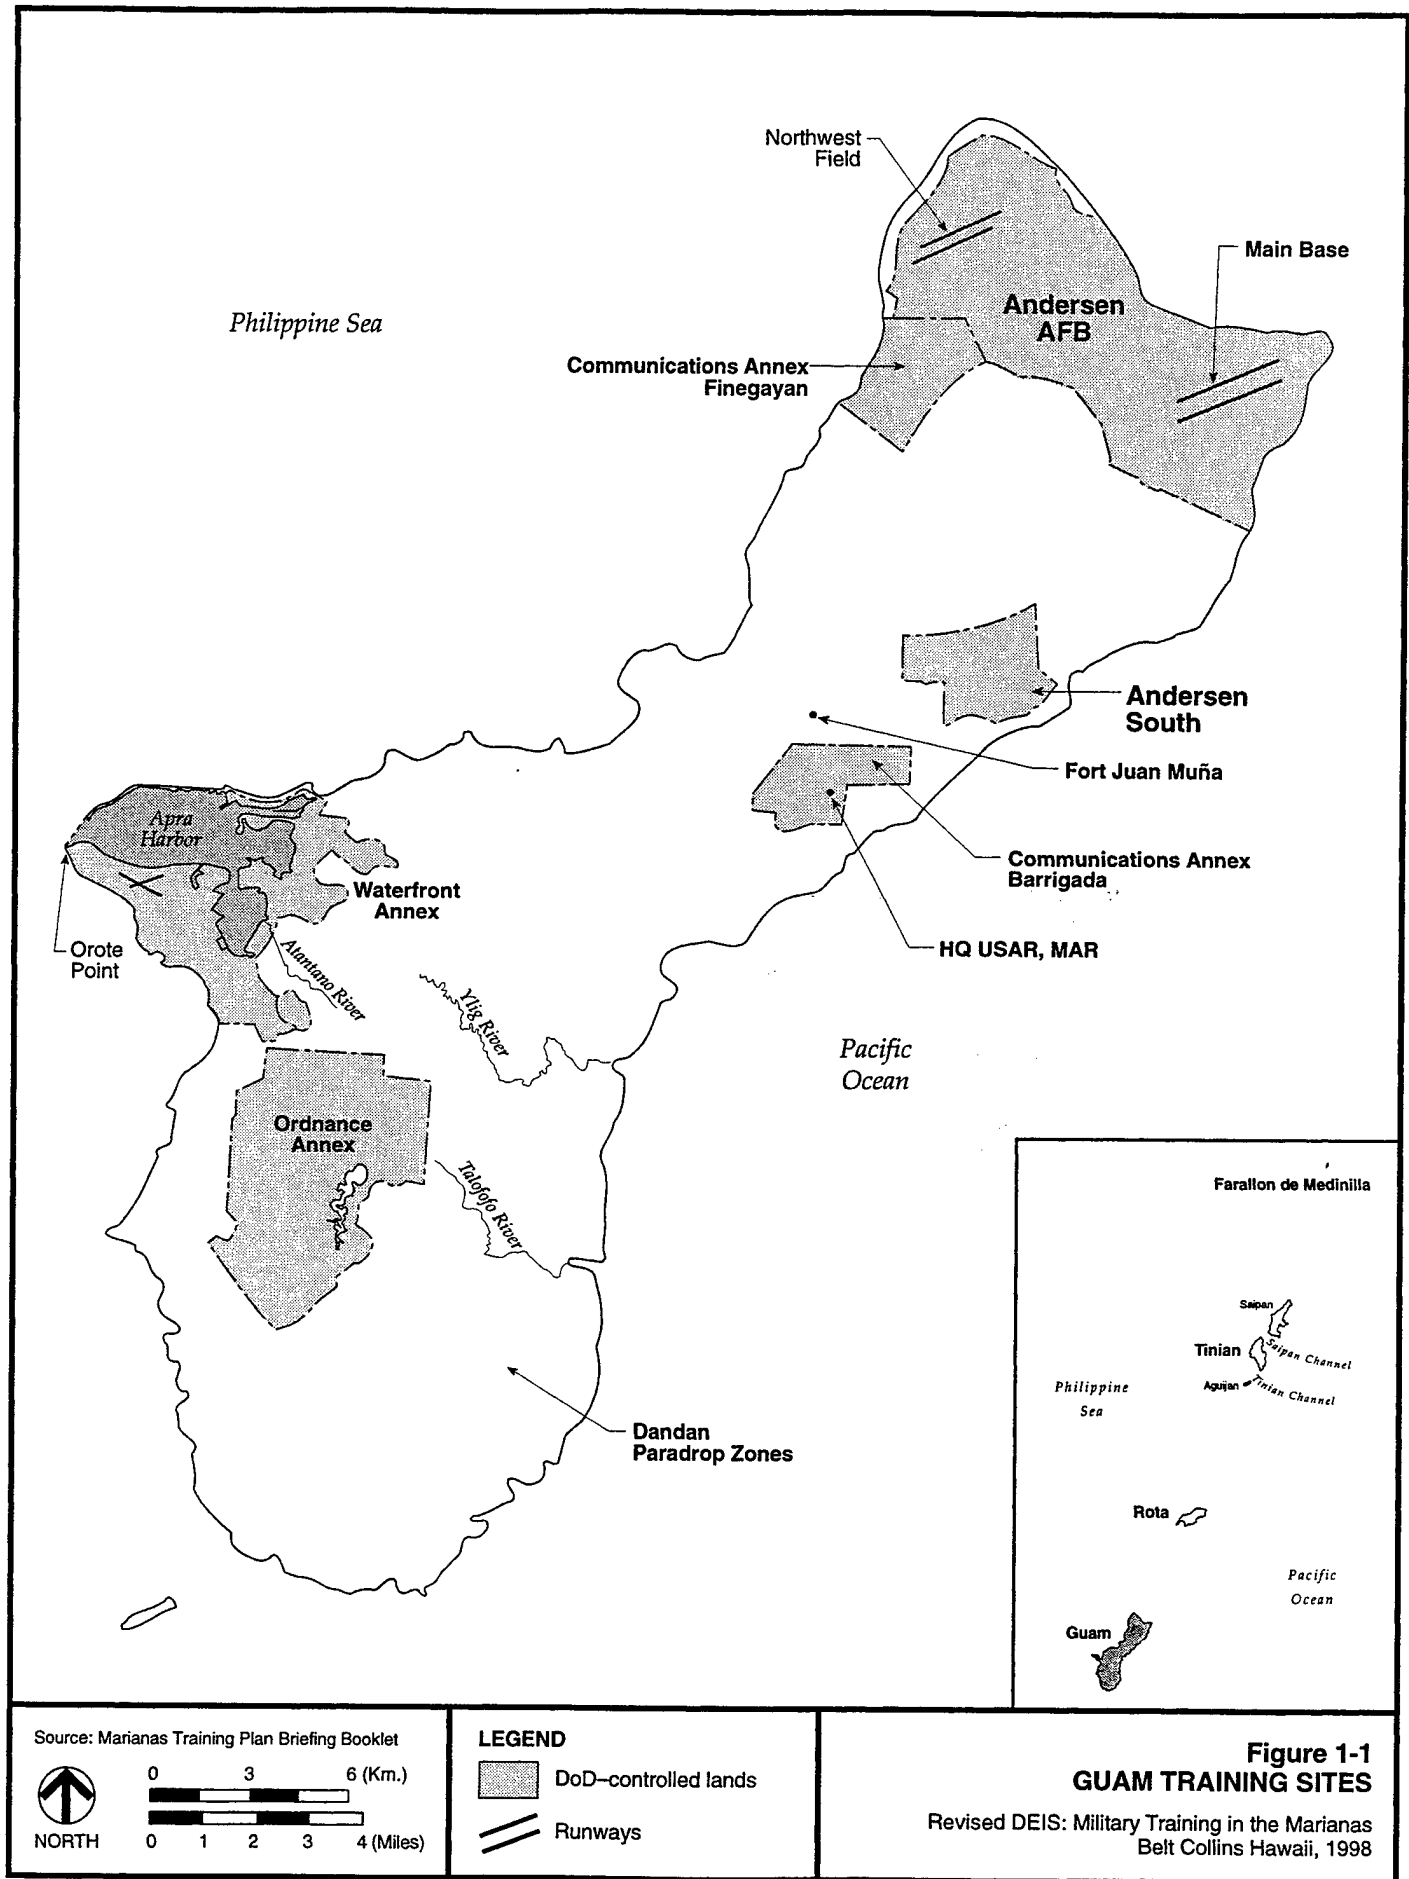 Northwest
Field
Main Base
Philippine Sea
Andersen
AFB
Communications Annex
Finegayan
Andersen
South
Fort Juan Muña
Apra
Harbor
Communications Annex
Barrigada
Waterfront
Annex
HQ USAR, MAR
Orote
Point
Atantano River
Ylig River
Pacific
Ocean
Ordnance
Annex
Talofofo River
Dandan
Paradrop Zones
Farallon de Medinilla
Saipan
Tinian
Saipan Channel
Aguijan
Tinian Channel
Philippine
Sea
Rota
Pacific
Ocean
Guam
Source: Marianas Training Plan Briefing Booklet
NORTH
0 3 6 (Km.)
0 1 2 3 4 (Miles)
LEGEND
DoD–controlled lands
Runways
Figure 1-1
GUAM TRAINING SITES
Revised DEIS: Military Training in the Marianas
Belt Collins Hawaii, 1998